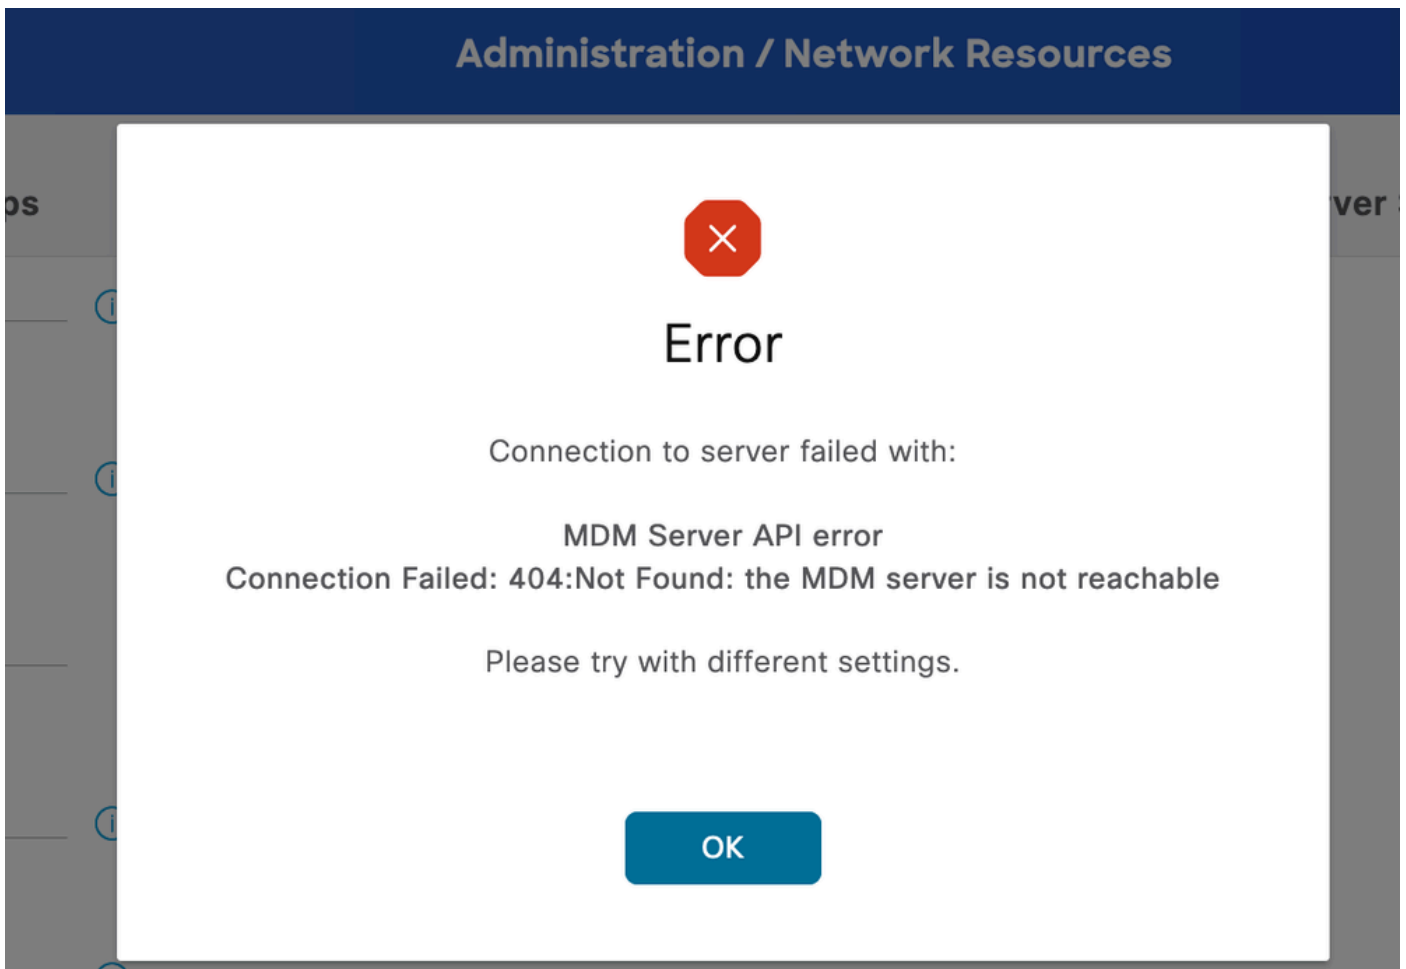 Administration / Network Resources
Error
Connection to server failed with:
MDM Server API error
Connection Failed: 404:Not Found: the MDM server is not reachable
Please try with different settings.
OK